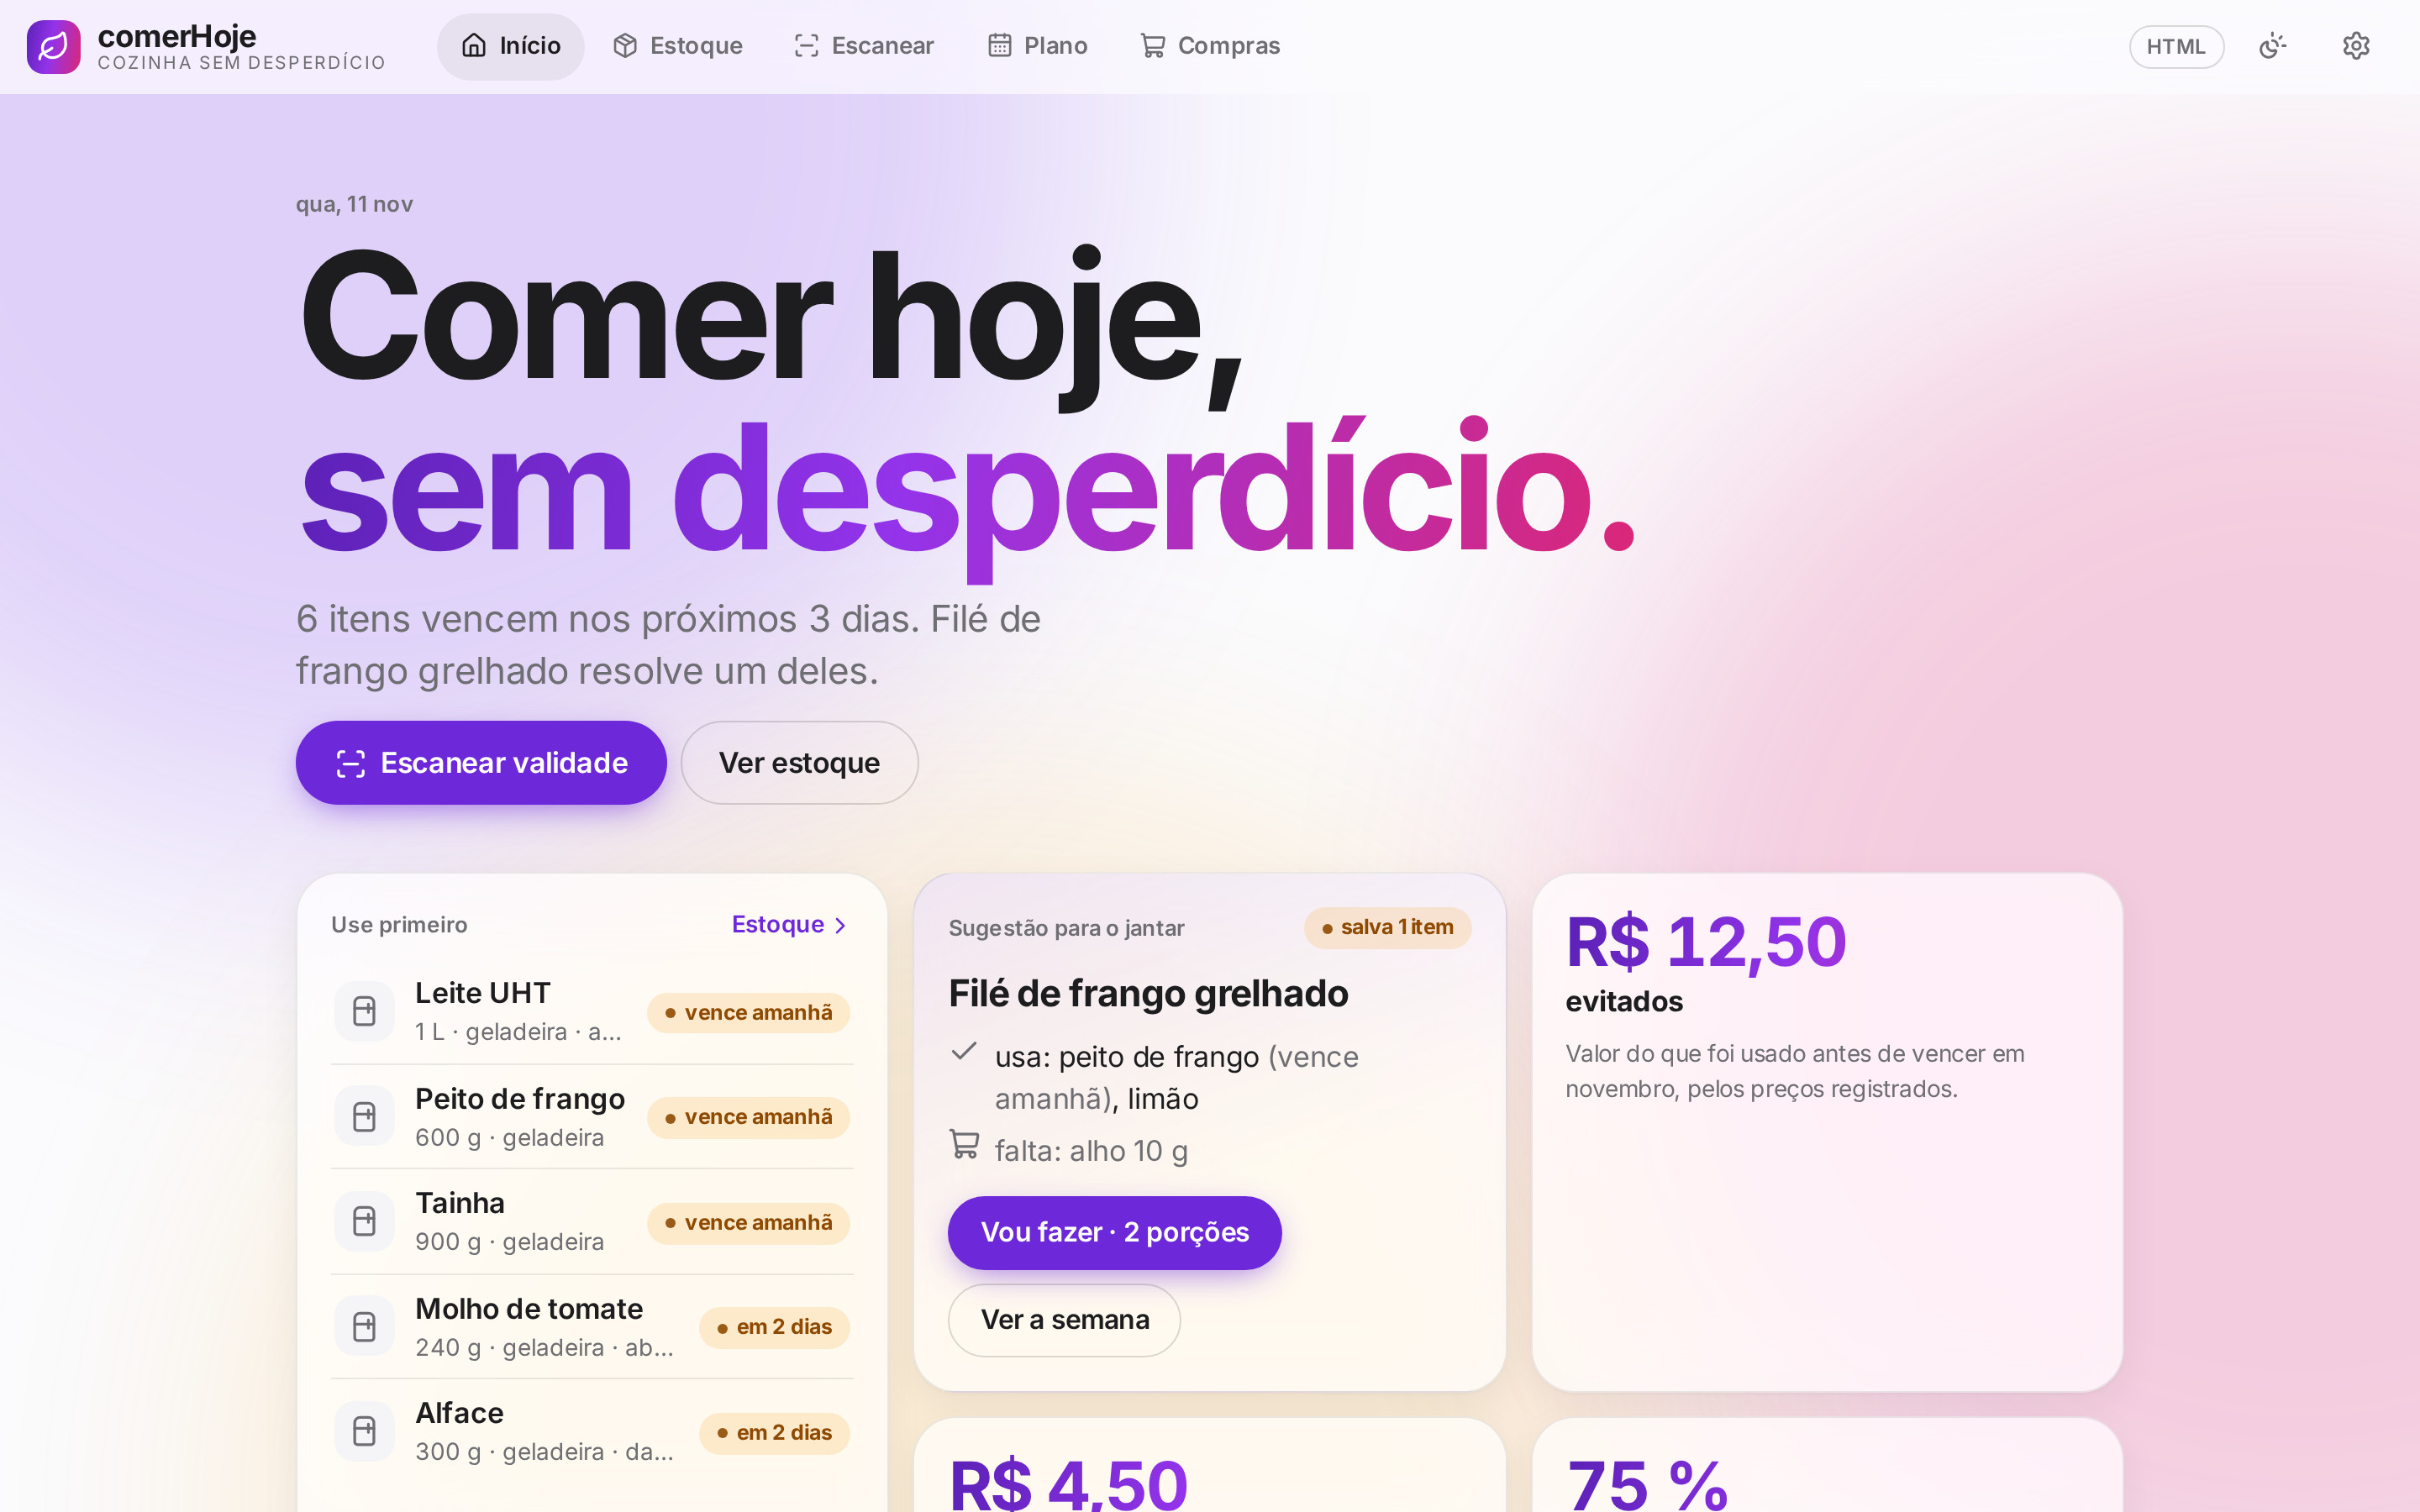 comerHoje
COZINHA SEM DESPERDÍCIO
Início
Estoque
Escanear
Plano
Compras
HTML
qua, 11 nov
Comer hoje,
sem desperdício.
6 itens vencem nos próximos 3 dias. Filé de
frango grelhado resolve um deles.
Escanear validade
Ver estoque
Use primeiro
Estoque
Leite UHT
1 L · geladeira · a...
vence amanhã
Peito de frango
600 g · geladeira
vence amanhã
Tainha
900 g · geladeira
vence amanhã
Molho de tomate
240 g · geladeira · ab...
em 2 dias
Alface
300 g · geladeira · da...
em 2 dias
Sugestão para o jantar
salva 1 item
Filé de frango grelhado
usa: peito de frango (vence
amanhã), limão
falta: alho 10 g
Vou fazer · 2 porções
Ver a semana
R$ 12,50
evitados
Valor do que foi usado antes de vencer em
novembro, pelos preços registrados.
R$ 4,50
75 %